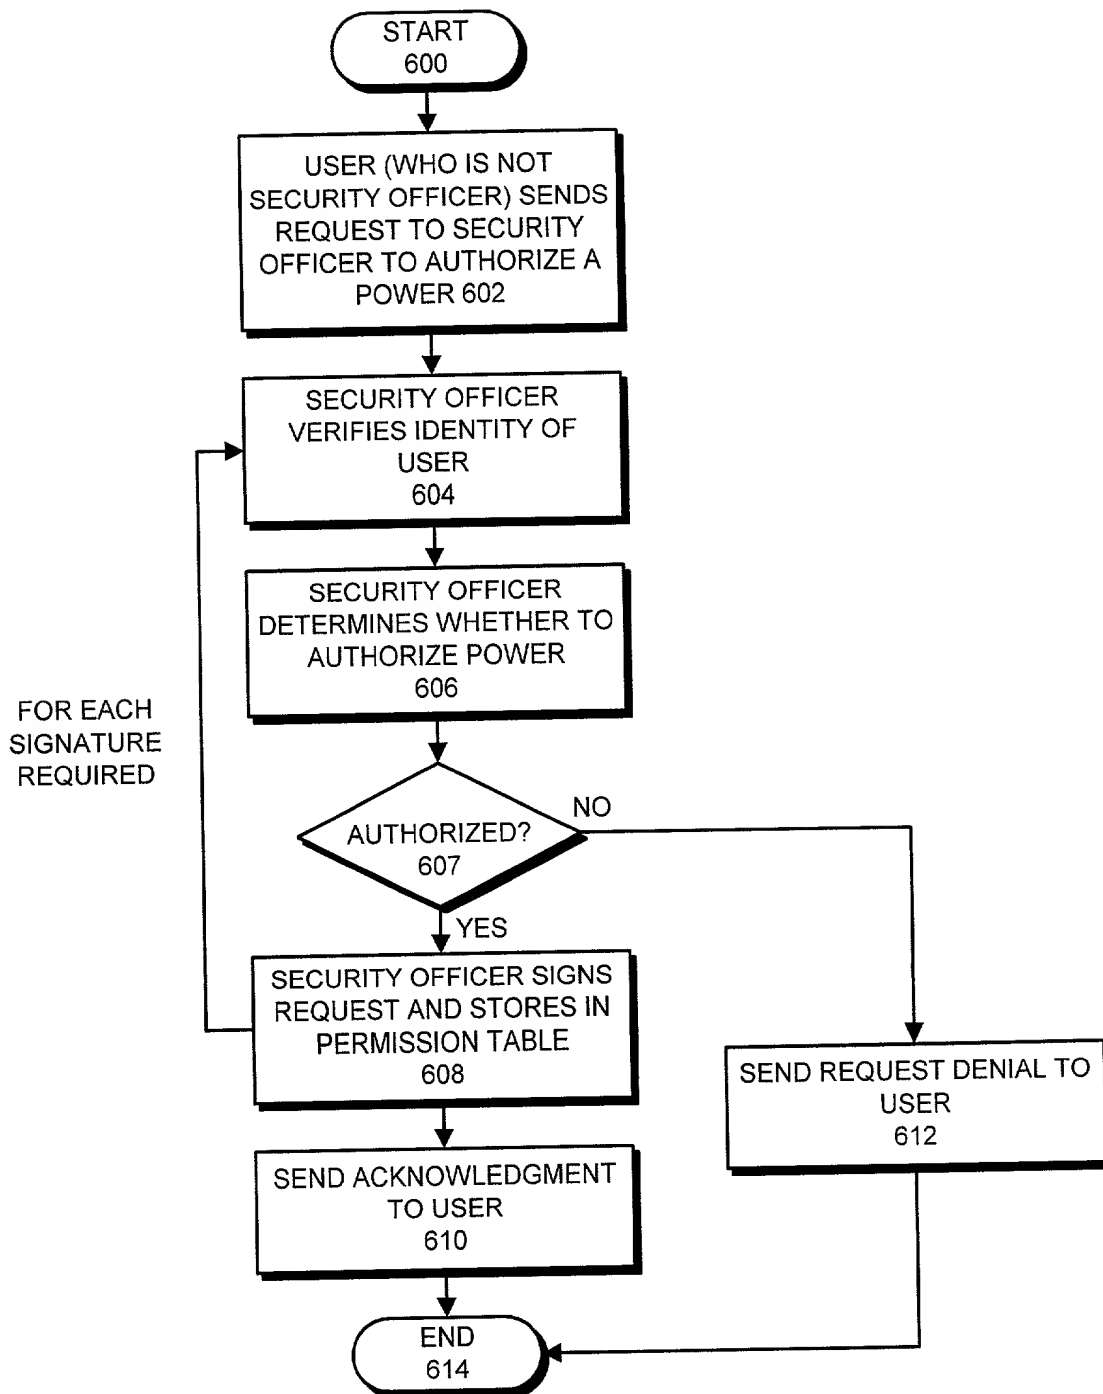 START
600
USER (WHO IS NOT
SECURITY OFFICER) SENDS
REQUEST TO SECURITY
OFFICER TO AUTHORIZE A
POWER 602
SECURITY OFFICER
VERIFIES IDENTITY OF
USER
604
SECURITY OFFICER
DETERMINES WHETHER TO
AUTHORIZE POWER
606
FOR EACH
SIGNATURE
REQUIRED
AUTHORIZED?
607
NO
YES
SECURITY OFFICER SIGNS
REQUEST AND STORES IN
PERMISSION TABLE
608
SEND REQUEST DENIAL TO
USER
612
SEND ACKNOWLEDGMENT
TO USER
610
END
614